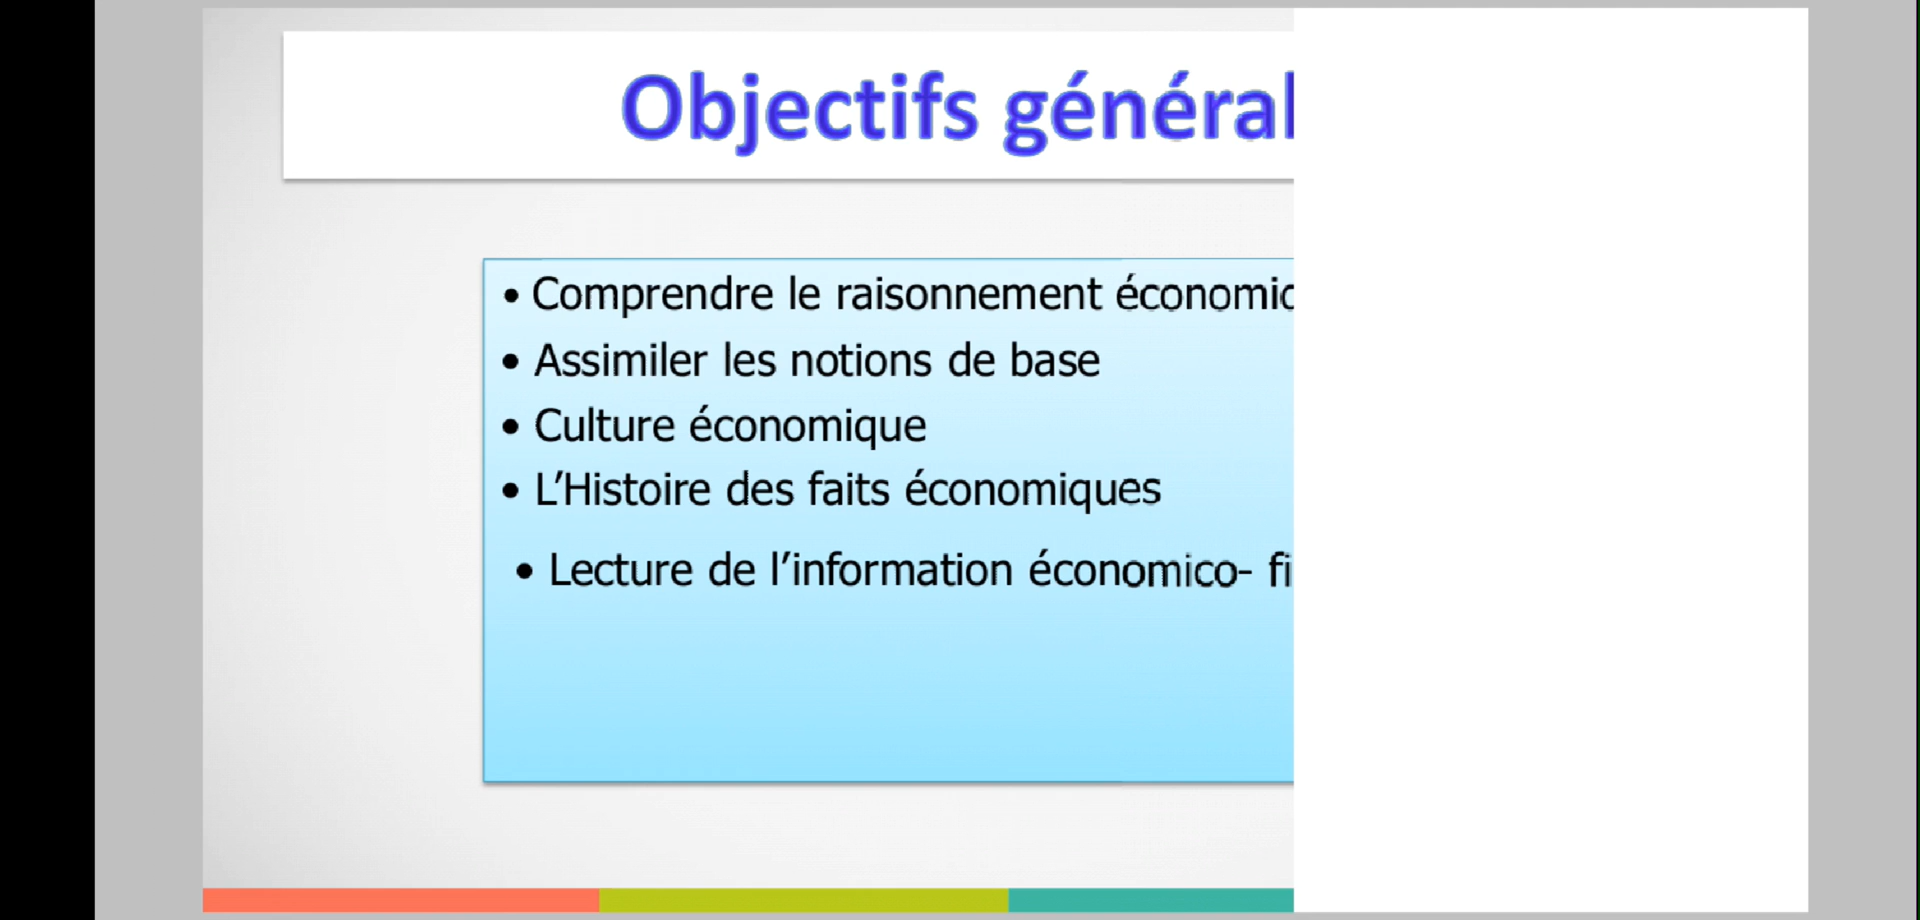 Objectifs général
• Comprendre le raisonnement économic
• Assimiler les notions de base
• Culture économique
• L’Histoire des faits économiques
• Lecture de l’information économico- fi